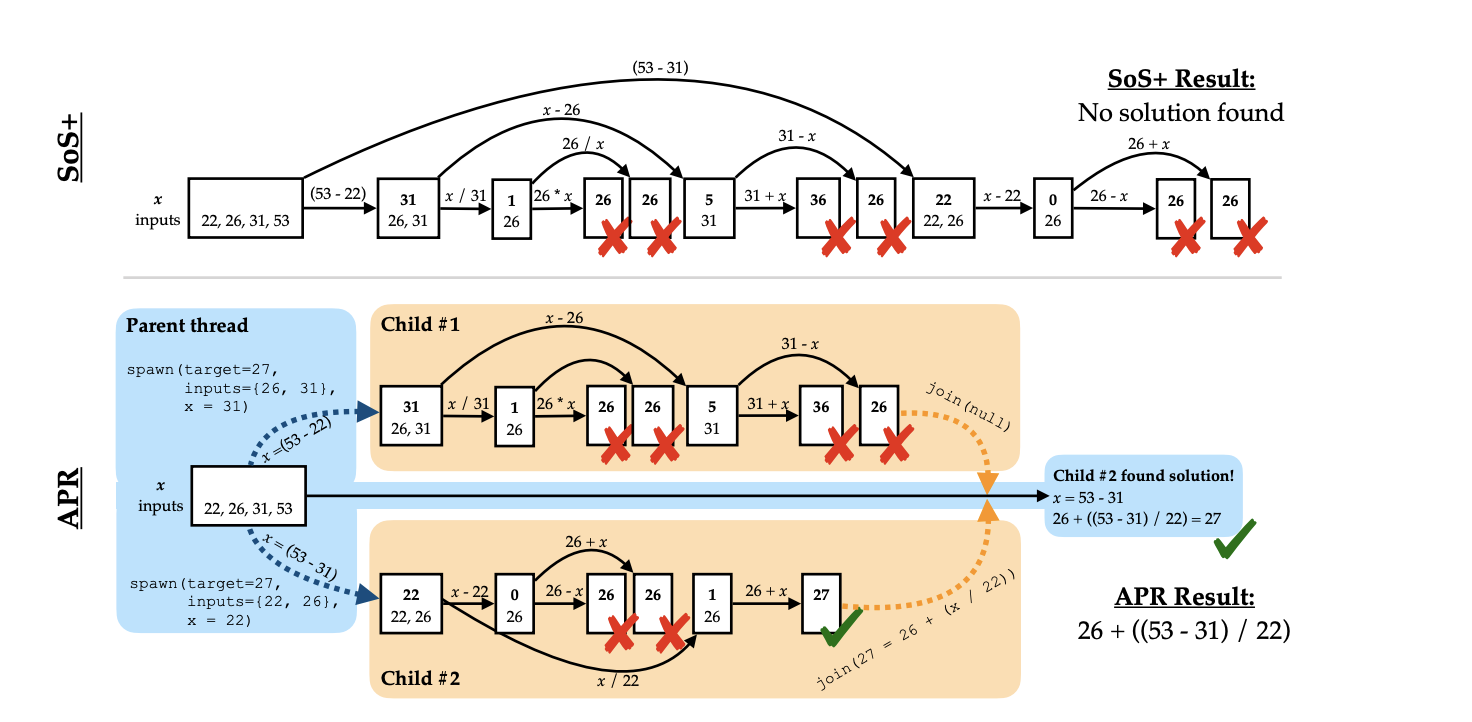 SoS+
(53 - 31)
SoS+ Result:
No solution found
x - 26
26 / x
31 - x
26 + x
x
inputs
22, 26, 31, 53
(53 - 22)
31
26, 31
x / 31
1
26
26 * x
26
26
5
31
31 + x
36
26
22
22, 26
x - 22
0
26
26 - x
26
26
APR
Parent thread
spawn(target=27,
inputs={26, 31},
x = 31)
x =(53 - 22)
x
inputs
22, 26, 31, 53
x = (53 - 31)
spawn(target=27,
inputs={22, 26},
x = 22)
Child #1
x - 26
31 - x
31
26, 31
x / 31
1
26
26 * x
26
26
5
31
31 + x
36
26
join(null)
Child #2 found solution!
x = 53 - 31
26 + ((53 - 31) / 22) = 27
26 + x
22
22, 26
x - 22
0
26
26 - x
26
26
1
26
26 + x
27
x / 22
Child #2
join(27 = 26 + (x / 22))
APR Result:
26 + ((53 - 31) / 22)